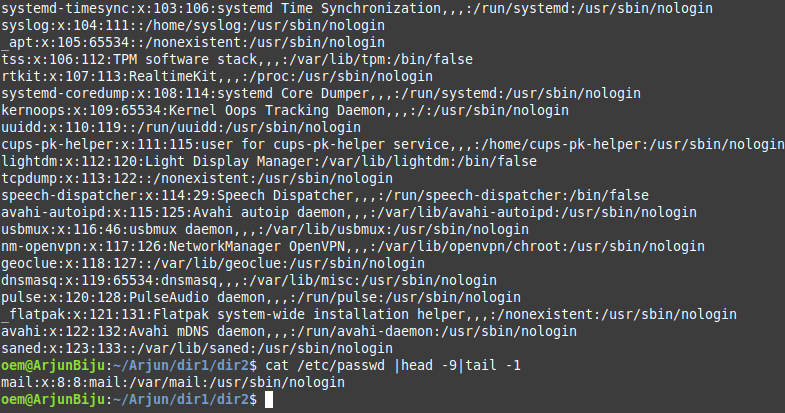 systemd-timesync:x:103:106:systemd Time Synchronization,,,:/run/systemd:/usr/sbin/nologin
syslog:x:104:111::/home/syslog:/usr/sbin/nologin
_apt:x:105:65534::/nonexistent:/usr/sbin/nologin
tss:x:106:112:TPM software stack,,,:/var/lib/tpm:/bin/false
rtkit:x:107:113:RealtimeKit,,,:/proc:/usr/sbin/nologin
systemd-coredump:x:108:114:systemd Core Dumper,,,:/run/systemd:/usr/sbin/nologin
kernoops:x:109:65534:Kernel Oops Tracking Daemon,,,:/:/usr/sbin/nologin
uuidd:x:110:119::/run/uuidd:/usr/sbin/nologin
cups-pk-helper:x:111:115:user for cups-pk-helper service,,,:/home/cups-pk-helper:/usr/sbin/nologin
lightdm:x:112:120:Light Display Manager:/var/lib/lightdm:/bin/false
tcpdump:x:113:122::/nonexistent:/usr/sbin/nologin
speech-dispatcher:x:114:29:Speech Dispatcher,,,:/run/speech-dispatcher:/bin/false
avahi-autoipd:x:115:125:Avahi autoip daemon,,,:/var/lib/avahi-autoipd:/usr/sbin/nologin
usbmux:x:116:46:usbmux daemon,,,:/var/lib/usbmux:/usr/sbin/nologin
nm-openvpn:x:117:126:NetworkManager OpenVPN,,,:/var/lib/openvpn/chroot:/usr/sbin/nologin
geoclue:x:118:127::/var/lib/geoclue:/usr/sbin/nologin
dnsmasq:x:119:65534:dnsmasq,,,:/var/lib/misc:/usr/sbin/nologin
pulse:x:120:128:PulseAudio daemon,,,:/run/pulse:/usr/sbin/nologin
_flatpak:x:121:131:Flatpak system-wide installation helper,,,:/nonexistent:/usr/sbin/nologin
avahi:x:122:132:Avahi mDNS daemon,,,:/run/avahi-daemon:/usr/sbin/nologin
saned:x:123:133::/var/lib/saned:/usr/sbin/nologin
oem@ArjunBiju:~/Arjun/dir1/dir2$ cat /etc/passwd |head -9|tail -1
mail:x:8:8:mail:/var/mail:/usr/sbin/nologin
oem@ArjunBiju:~/Arjun/dir1/dir2$